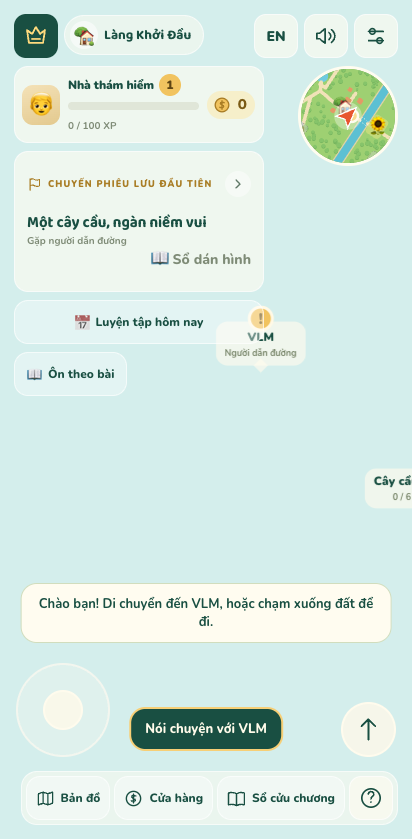 Làng Khởi Đầu
EN
Nhà thám hiểm 1
0
0 / 100 XP
CHUYẾN PHIÊU LƯU ĐẦU TIÊN
Một cây cầu, ngàn niềm vui
Gặp người dẫn đường
Sổ dán hình
Luyện tập hôm nay
!
VLM
Người dẫn đường
Ôn theo bài
Cây cầ
0 / 6
Chào bạn! Di chuyển đến VLM, hoặc chạm xuống đất để
đi.
Nói chuyện với VLM
Bản đồ
Cửa hàng
Sổ cửu chương
?